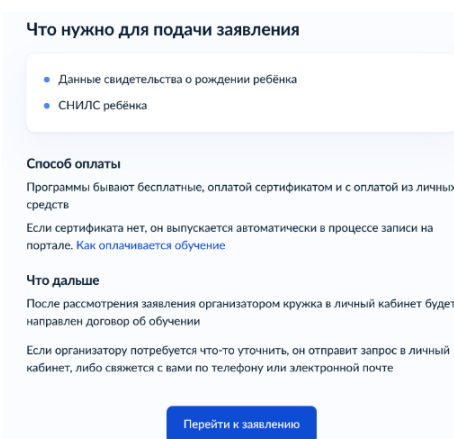 Что нужно для подачи заявления
Данные свидетельства о рождении ребёнка
СНИЛС ребёнка
Способ оплаты
Программы бывают бесплатные, оплатой сертификатом и с оплатой из личных
средств
Если сертификата нет, он выпускается автоматически в процессе записи на
портале. Как оплачивается обучение
Что дальше
После рассмотрения заявления организатором кружка в личный кабинет будет
направлен договор об обучении
Если организатору потребуется что-то уточнить, он отправит запрос в личный
кабинет, либо свяжется с вами по телефону или электронной почте
Перейти к заявлению